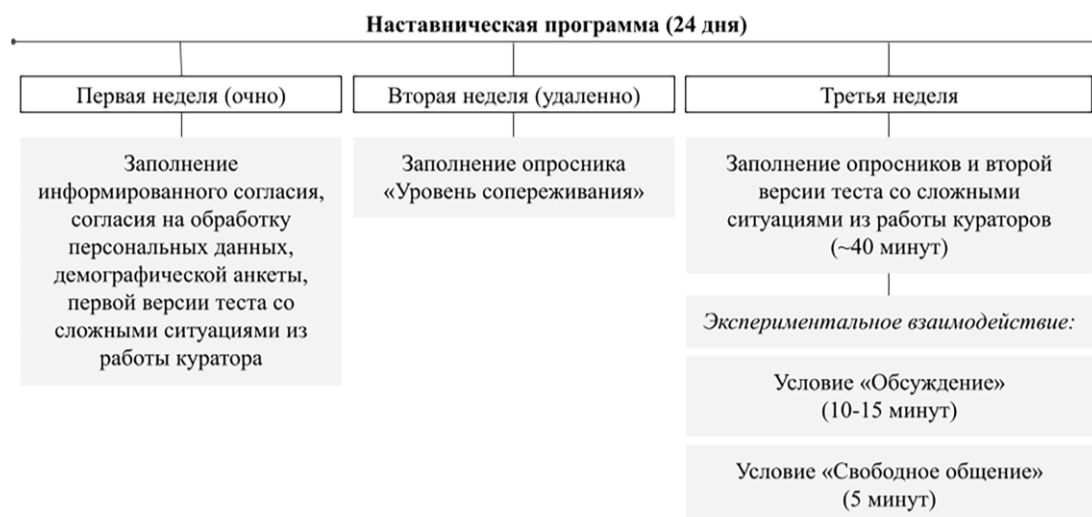 Наставническая программа (24 дня)
Первая неделя (очно)
Вторая неделя (удаленно)
Третья неделя
Заполнение
информированного согласия,
согласия на обработку
персональных данных,
демографической анкеты,
первой версии теста со
сложными ситуациями из
работы куратора
Заполнение опросника
«Уровень сопереживания»
Заполнение опросников и второй
версии теста со сложными
ситуациями из работы кураторов
(~40 минут)
Экспериментальное взаимодействие:
Условие «Обсуждение»
(10-15 минут)
Условие «Свободное общение»
(5 минут)